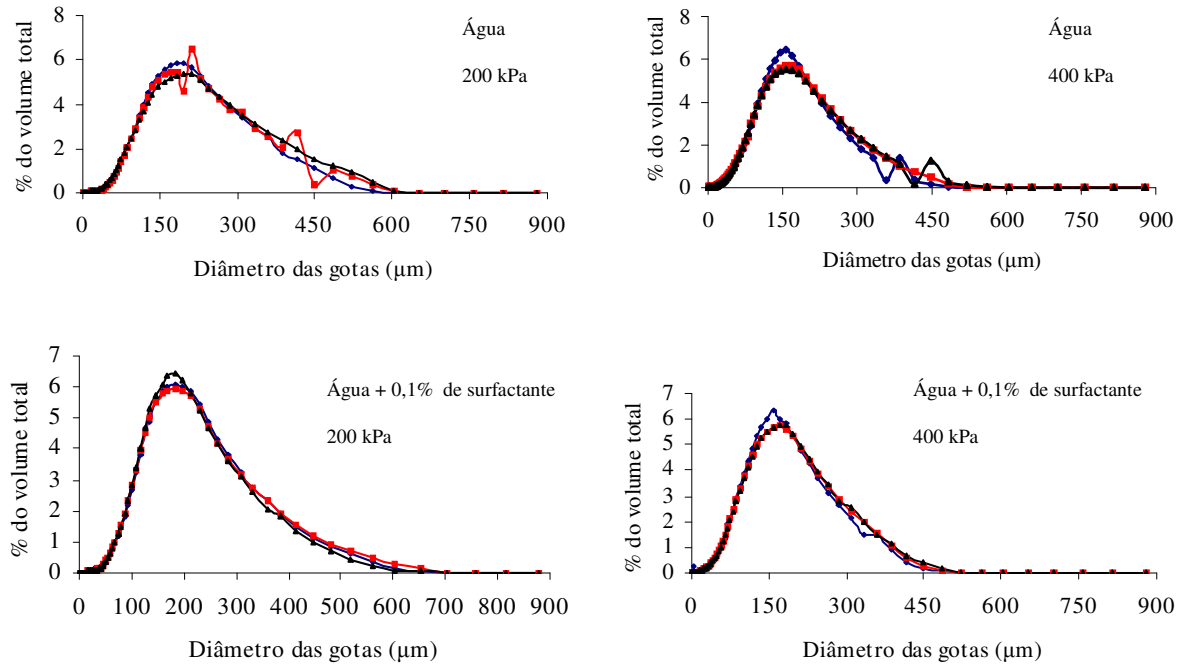 % do volume total
8
6
4
2
0
Água
200 kPa
0 150 300 450 600 750 900
Diâmetro das gotas (μm)
% do volume total
8
6
4
2
0
Água
400 kPa
0 150 300 450 600 750 900
Diâmetro das gotas (μm)
% do volume total
7
6
5
4
3
2
1
0
Água + 0,1% de surfactante
200 kPa
0 100 200 300 400 500 600 700 800 900
Diâmetro das gotas (μm)
% do volume total
7
6
5
4
3
2
1
0
Água + 0,1% de surfactante
400 kPa
0 150 300 450 600 750 900
Diâmetro das gotas (μm)